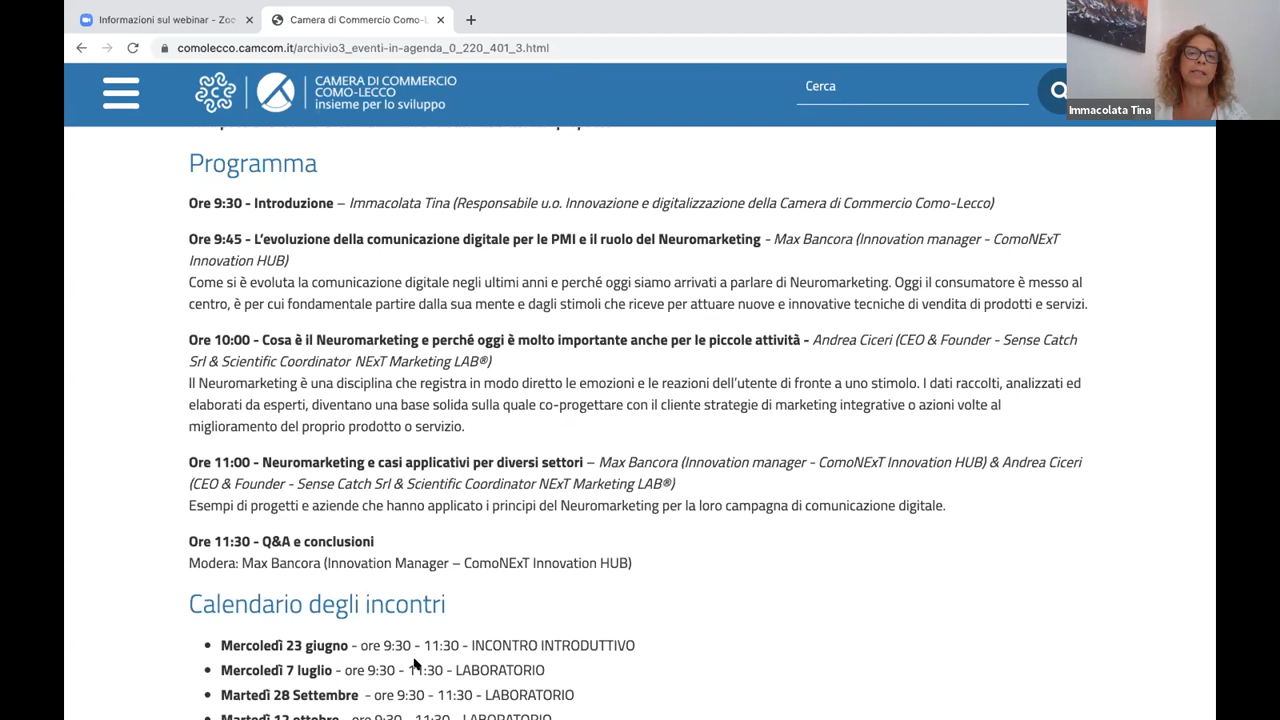 Informazioni sul webinar - Zoo
Camera di Commercio Como-L
comolecco.camcom.it/archivio3_eventi-in-agenda_0_220_401_3.html
CAMERA DI COMMERCIO
COMO-LECCO
insieme per lo sviluppo
Cerca
Immacolata Tina
Programma
Ore 9:30 - Introduzione – Immacolata Tina (Responsabile u.o. Innovazione e digitalizzazione della Camera di Commercio Como-Lecco)
Ore 9:45 - L’evoluzione della comunicazione digitale per le PMI e il ruolo del Neuromarketing - Max Bancora (Innovation manager - ComoNExT
Innovation HUB)
Come si è evoluta la comunicazione digitale negli ultimi anni e perché oggi siamo arrivati a parlare di Neuromarketing. Oggi il consumatore è messo al
centro, è per cui fondamentale partire dalla sua mente e dagli stimoli che riceve per attuare nuove e innovative tecniche di vendita di prodotti e servizi.
Ore 10:00 - Cosa è il Neuromarketing e perché oggi è molto importante anche per le piccole attività - Andrea Ciceri (CEO & Founder - Sense Catch
Srl & Scientific Coordinator NExT Marketing LAB®)
Il Neuromarketing è una disciplina che registra in modo diretto le emozioni e le reazioni dell’utente di fronte a uno stimolo. I dati raccolti, analizzati ed
elaborati da esperti, diventano una base solida sulla quale co-progettare con il cliente strategie di marketing integrative o azioni volte al
miglioramento del proprio prodotto o servizio.
Ore 11:00 - Neuromarketing e casi applicativi per diversi settori – Max Bancora (Innovation manager - ComoNExT Innovation HUB) & Andrea Ciceri
(CEO & Founder - Sense Catch Srl & Scientific Coordinator NExT Marketing LAB®)
Esempi di progetti e aziende che hanno applicato i principi del Neuromarketing per la loro campagna di comunicazione digitale.
Ore 11:30 - Q&A e conclusioni
Modera: Max Bancora (Innovation Manager – ComoNExT Innovation HUB)
Calendario degli incontri
Mercoledì 23 giugno - ore 9:30 - 11:30 - INCONTRO INTRODUTTIVO
Mercoledì 7 luglio - ore 9:30 - 11:30 - LABORATORIO
Martedì 28 Settembre - ore 9:30 - 11:30 - LABORATORIO
Martedì 12 ottobre - ore 9:30 - 11:30 - LABORATORIO